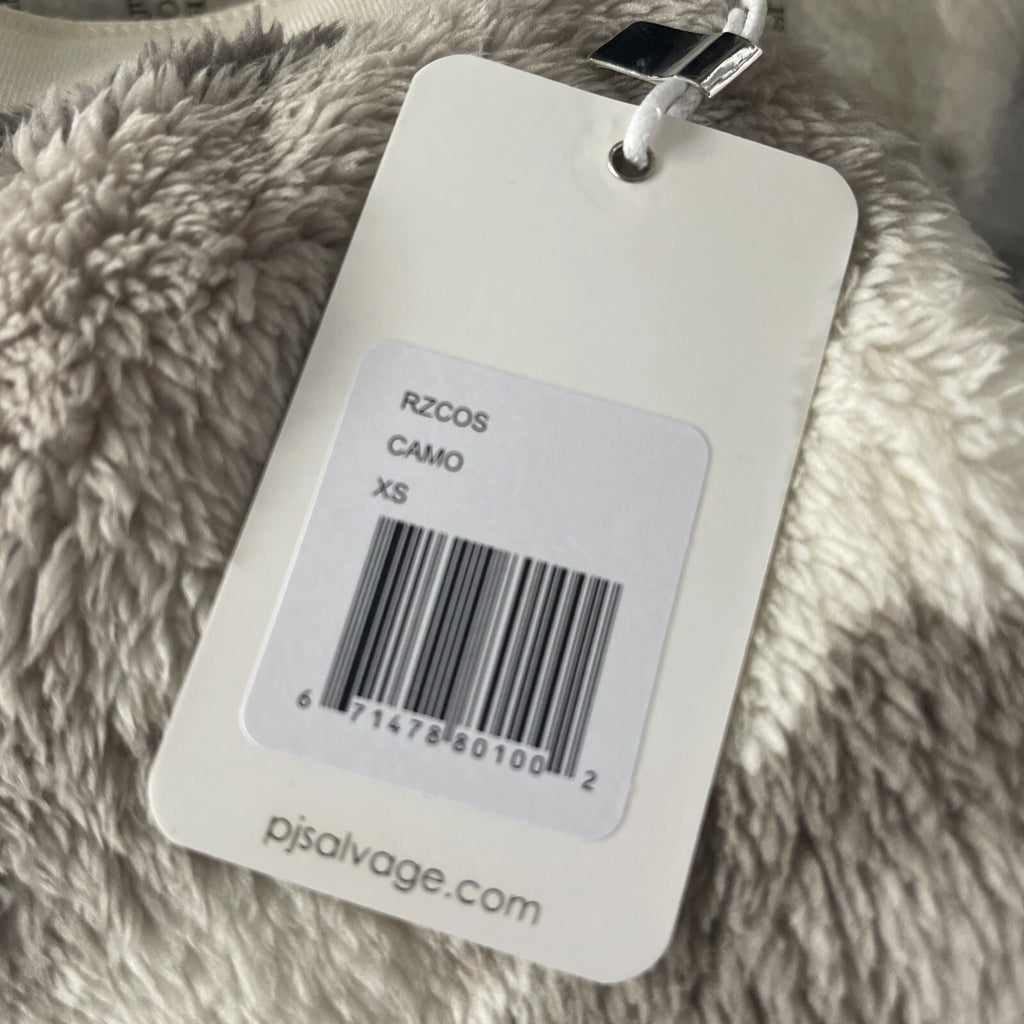 RZCOS
CAMO
XS
6 71478 80100 2
pjsalvage.com